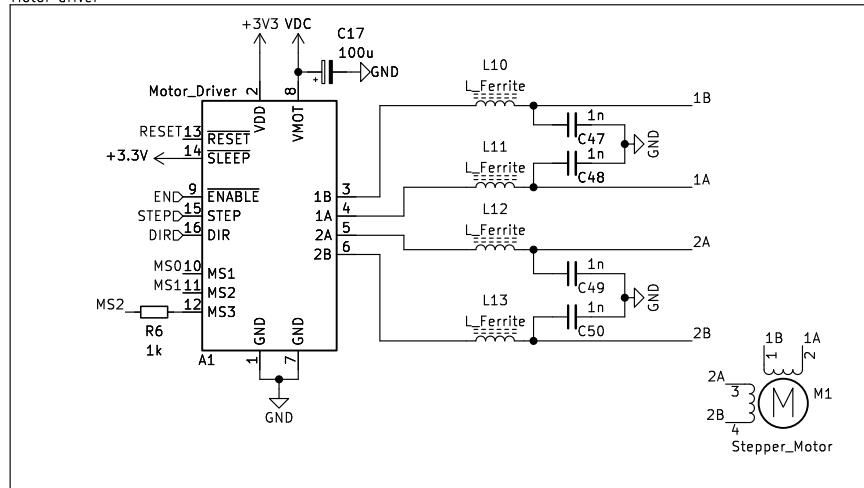 Motor_driver
+3V3 VDC
C17
100u
+
GND
Motor_Driver
2
8
VDD
VMOT
RESET 13 RESET
+3.3V 14 SLEEP
EN 9 ENABLE
STEP 15 STEP
DIR 16 DIR
MS0 10 MS1
MS1 11 MS2
MS2 12 MS3
R6
1k
1B 3
1A 4
2A 5
2B 6
GND
GND
A1
1
7
GND
L10
L_Ferrite
1B
1n
C47
GND
L11
L_Ferrite
1n
C48
1A
L12
L_Ferrite
2A
1n
C49
GND
L13
L_Ferrite
1n
C50
2B
1B 1A
1 2
2A
3
M
M1
2B
4
Stepper_Motor